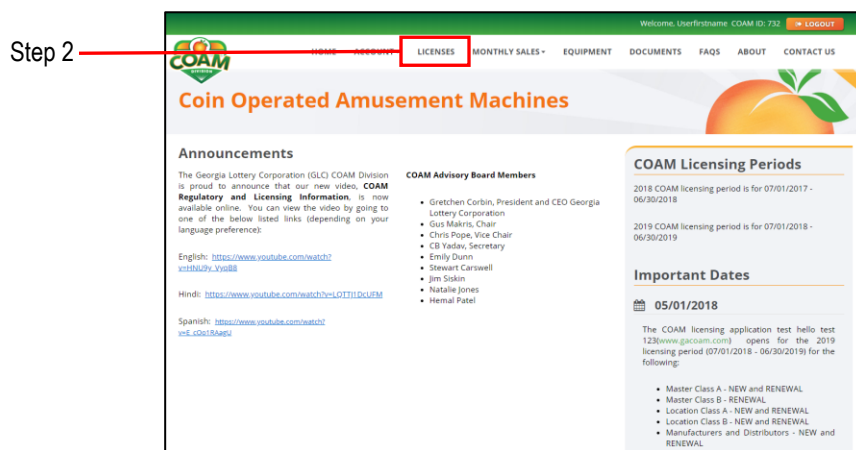 Welcome, Userfirstname COAM ID: 732 LOGOUT
Step 2
COAM
DIVISION
HOME ACCOUNT LICENSES MONTHLY SALES EQUIPMENT DOCUMENTS FAQS ABOUT CONTACT US
Coin Operated Amusement Machines
Announcements
The Georgia Lottery Corporation (GLC) COAM Division
is proud to announce that our new video, COAM
Regulatory and Licensing Information, is now
available online. You can view the video by going to
one of the below listed links (depending on your
language preference):
English: https://www.youtube.com/watch?
v=HNU9y_VyoB8
Hindi: https://www.youtube.com/watch?v=LQTTJ1DcUFM
Spanish: https://www.youtube.com/watch?
v=E_cOo1RAagU
COAM Advisory Board Members
• Gretchen Corbin, President and CEO Georgia
Lottery Corporation
• Gus Makris, Chair
• Chris Pope, Vice Chair
• CB Yadav, Secretary
• Emily Dunn
• Stewart Carswell
• Jim Siskin
• Natalie Jones
• Hemal Patel
COAM Licensing Periods
2018 COAM licensing period is for 07/01/2017 -
06/30/2018
2019 COAM licensing period is for 07/01/2018 -
06/30/2019
Important Dates
05/01/2018
The COAM licensing application test hello test
123(www.gacoam.com) opens for the 2019
licensing period (07/01/2018 - 06/30/2019) for the
following:
• Master Class A - NEW and RENEWAL
• Master Class B - RENEWAL
• Location Class A - NEW and RENEWAL
• Location Class B - NEW and RENEWAL
• Manufacturers and Distributors - NEW and
RENEWAL